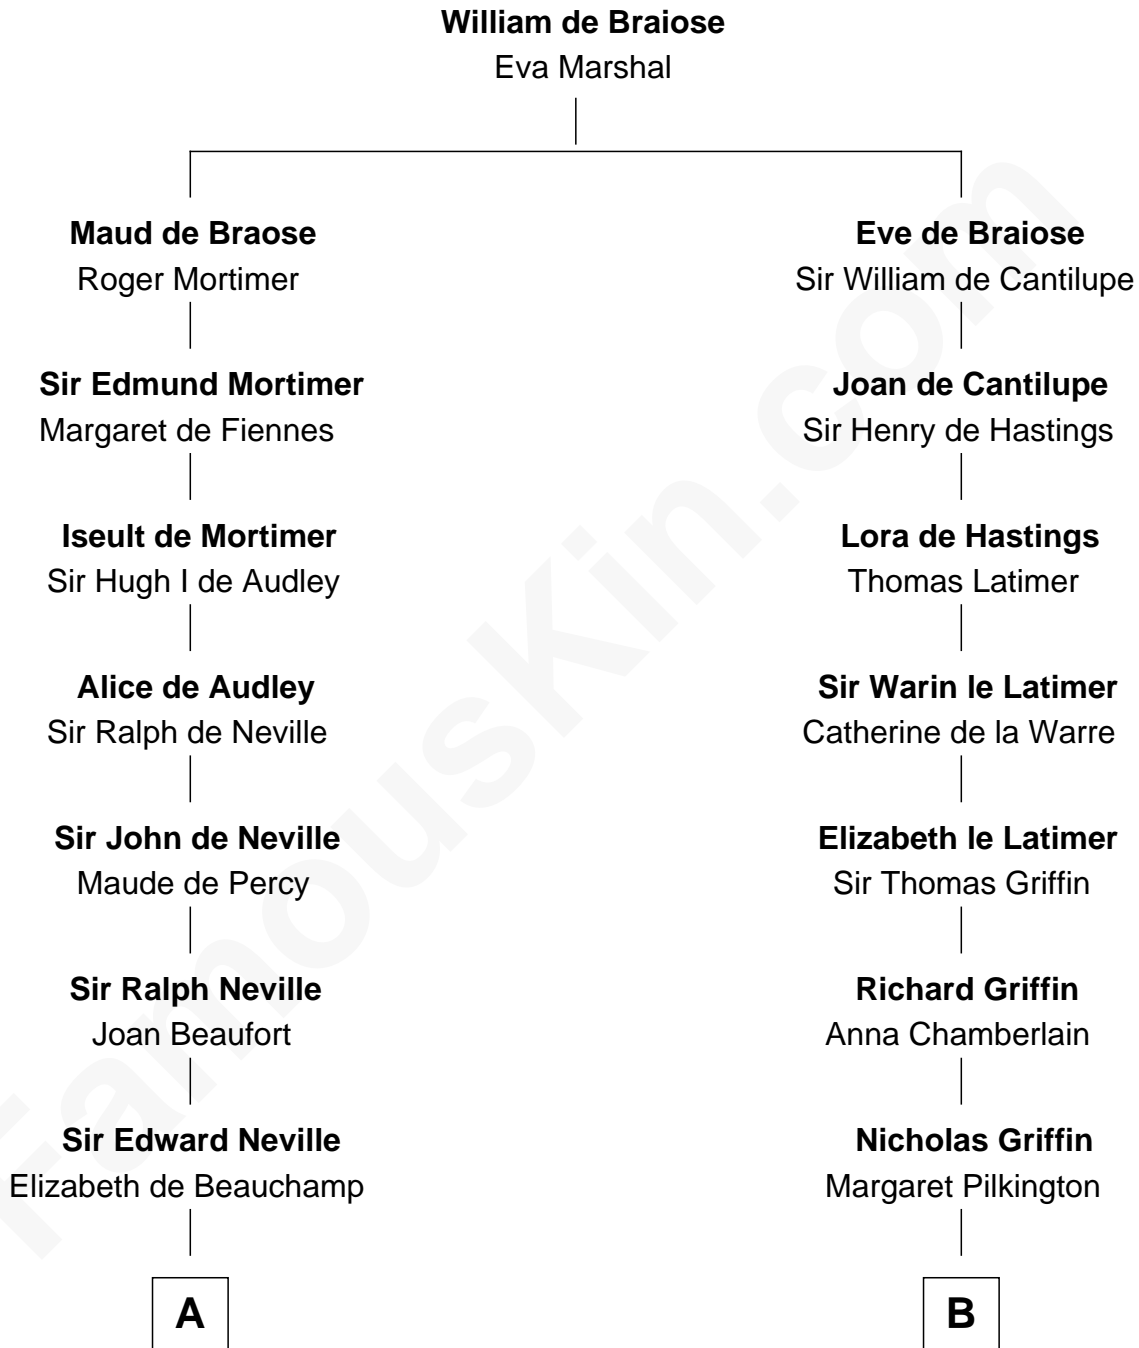 William de Braiose
Eva Marshal
Maud de Braose
Roger Mortimer
Eve de Braiose
Sir William de Cantilupe
Sir Edmund Mortimer
Margaret de Fiennes
Joan de Cantilupe
Sir Henry de Hastings
Iseult de Mortimer
Sir Hugh I de Audley
Lora de Hastings
Thomas Latimer
Alice de Audley
Sir Ralph de Neville
Sir Warin le Latimer
Catherine de la Warre
Sir John de Neville
Maude de Percy
Elizabeth le Latimer
Sir Thomas Griffin
Sir Ralph Neville
Joan Beaufort
Richard Griffin
Anna Chamberlain
Sir Edward Neville
Elizabeth de Beauchamp
Nicholas Griffin
Margaret Pilkington
A
B
FamousKin.com